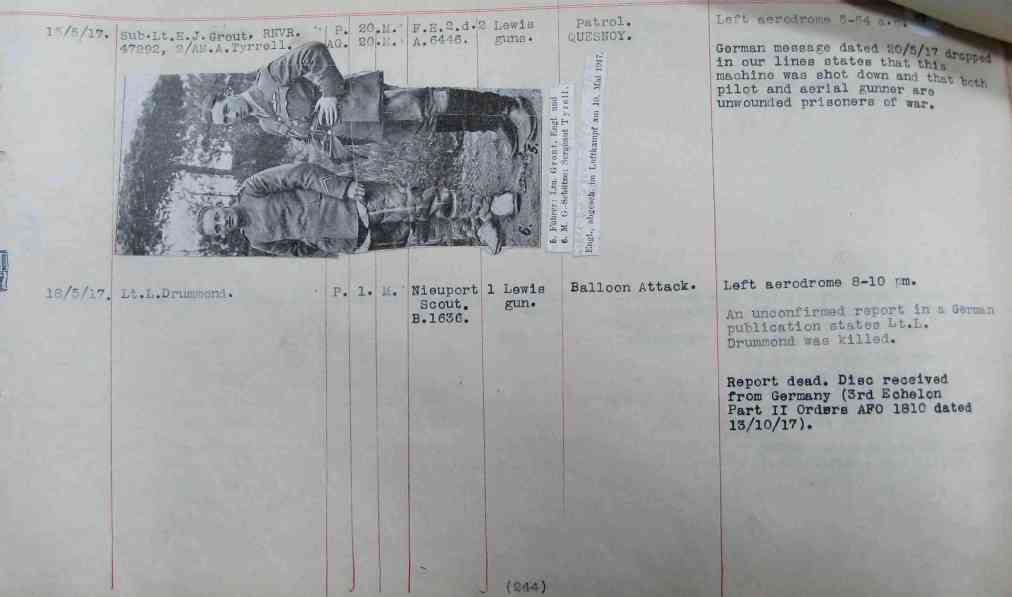 15/5/17. Sub.Lt.E.J. Grout. RNVR. P. 20.M. F.E.2.d. 2 Lewis Patrol. Left aerodrome 5-54
47292, 2/AM.A.Tyrrell. AG. 20.M. A.6446. guns. QUESNOY.
German message dated 20/5/17 dropped
in our lines states that this
machine was shot down and that both
pilot and aerial gunner are
unwounded prisoners of war.
5.
6.
5. Führer: Ltn. Grout, Engl. und
6. M. G.-Schütze: Sergeant Tyrell.
Engl., abgesch. im Luftkampf am 19. Mai 1917.
18/5/17. Lt.L.Drummond. P. 1. M. Nieuport 1 Lewis Balloon Attack. Left aerodrome 8-10 pm.
Scout. gun.
B.1636.
An unconfirmed report in a German
publication states Lt.L.
Drummond was killed.
Report dead. Disc received
from Germany (3rd Echelon
Part II Orders AFO 1810 dated
13/10/17).
(244)